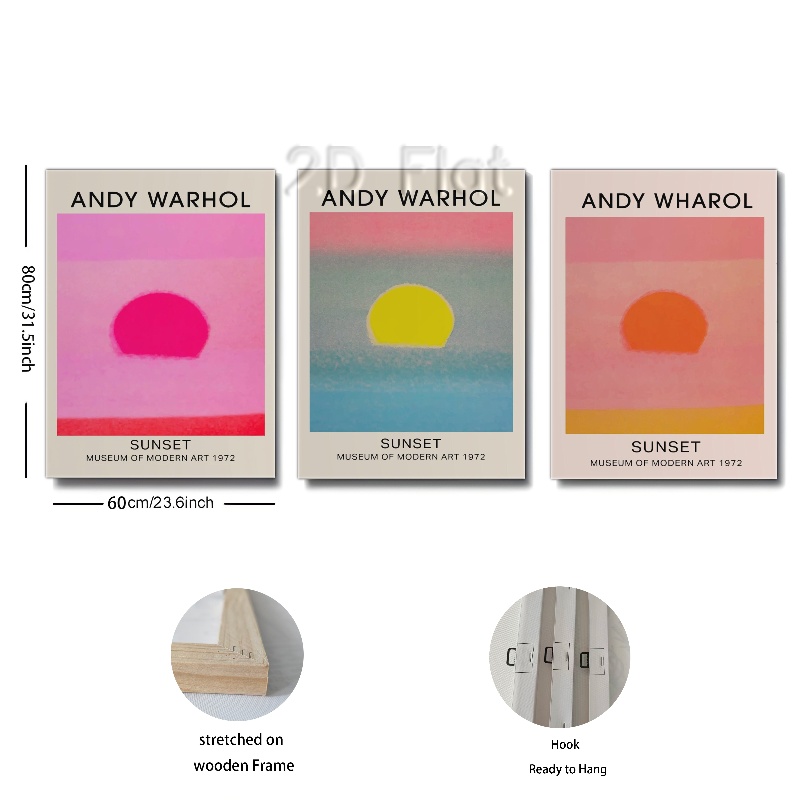 2D Flat
ANDY WARHOL
SUNSET
MUSEUM OF MODERN ART 1972
ANDY WARHOL
SUNSET
MUSEUM OF MODERN ART 1972
ANDY WHAROL
SUNSET
MUSEUM OF MODERN ART 1972
80cm/31.5inch
60cm/23.6inch
stretched on
wooden Frame
Hook
Ready to Hang